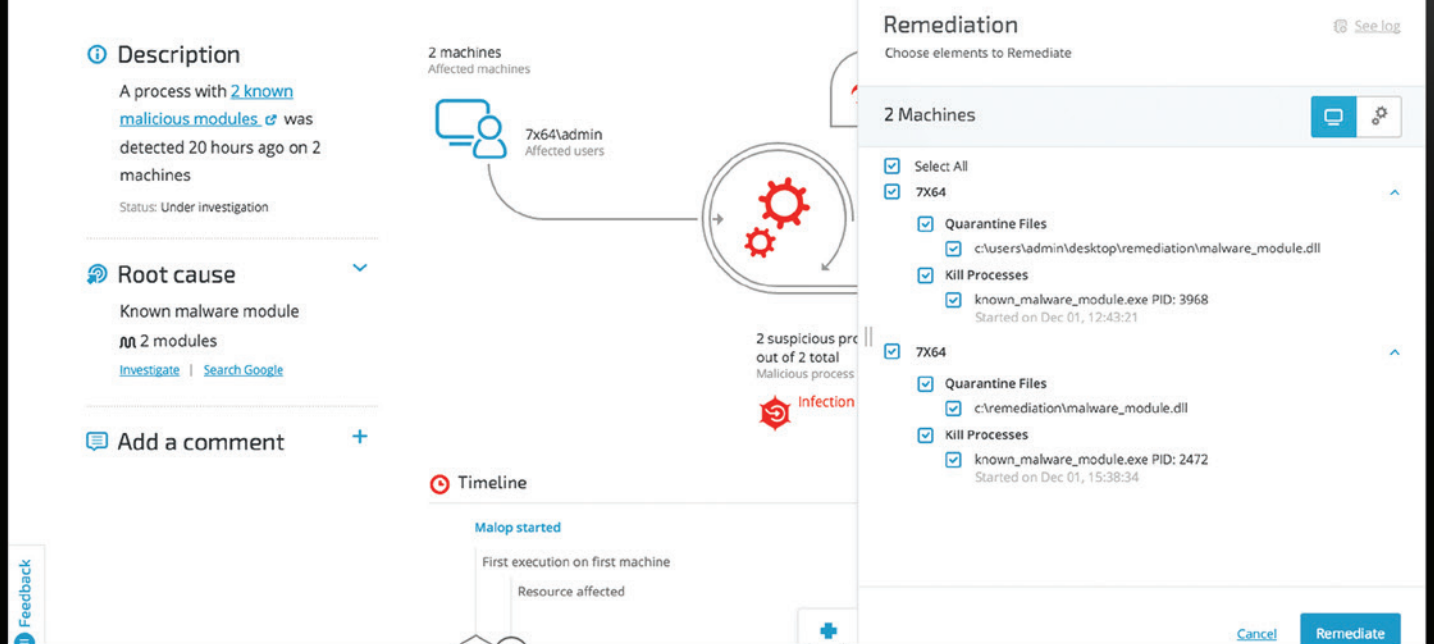 Description
A process with 2 known
malicious modules was
detected 20 hours ago on 2
machines
Status: Under investigation
Root cause
Known malware module
2 modules
Investigate | Search Google
Add a comment
Feedback
2 machines
Affected machines
7x64\admin
Affected users
2 suspicious pro
out of 2 total
Malicious process
Infection
Timeline
Malop started
First execution on first machine
Resource affected
Remediation
See log
Choose elements to Remediate
2 Machines
Select All
7X64
Quarantine Files
c:\users\admin\desktop\remediation\malware_module.dll
Kill Processes
known_malware_module.exe PID: 3968
Started on Dec 01, 12:43:21
7X64
Quarantine Files
c:\remediation\malware_module.dll
Kill Processes
known_malware_module.exe PID: 2472
Started on Dec 01, 15:38:34
Cancel
Remediate